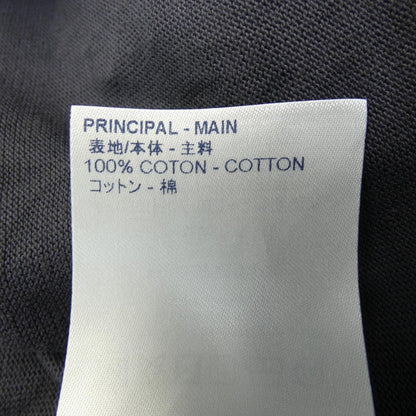 PRINCIPAL - MAIN
表地/本体 - 主料
100% COTON - COTTON
コットン - 棉